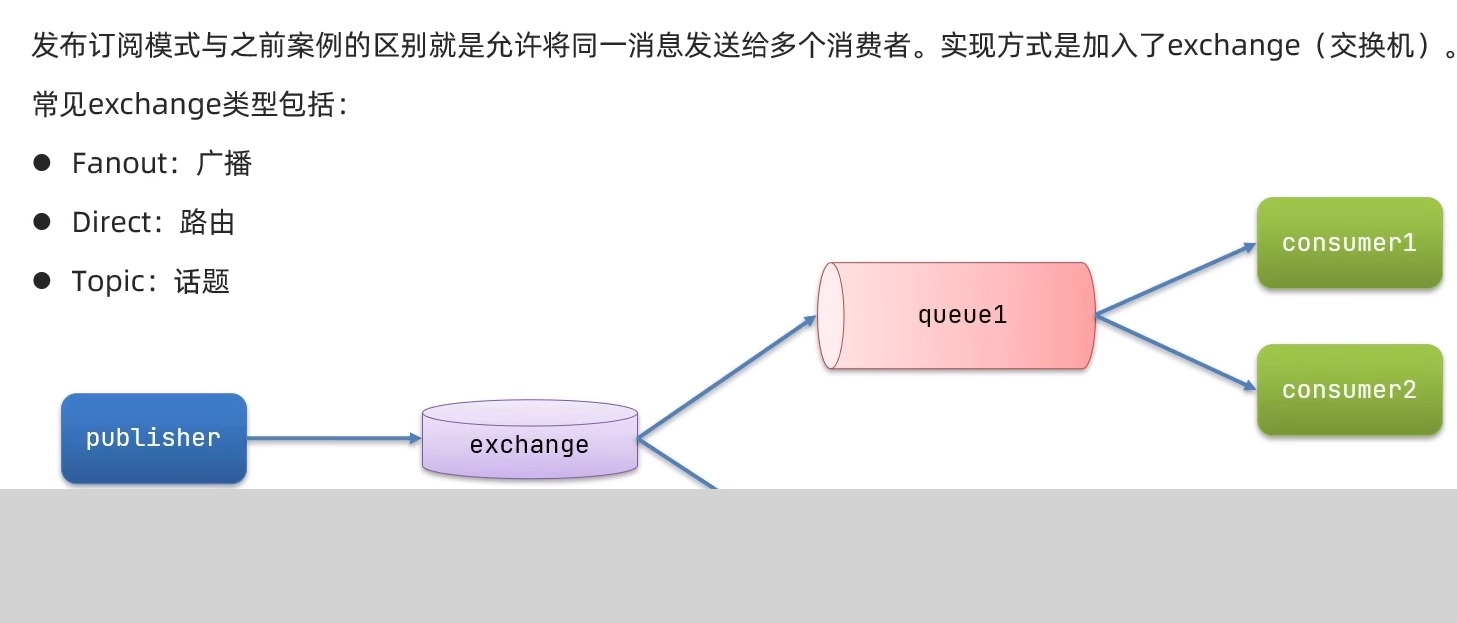 发布订阅模式与之前案例的区别就是允许将同一消息发送给多个消费者。实现方式是加入了exchange（交换机）。
常见exchange类型包括：
● Fanout：广播
● Direct：路由
● Topic：话题
consumer1
queue1
consumer2
publisher
exchange